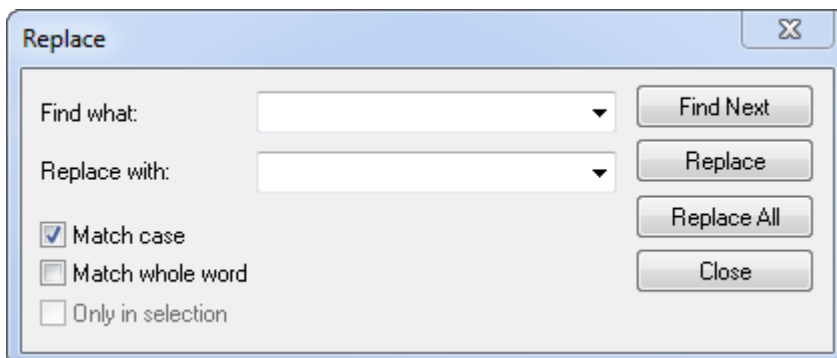 Replace
Find what:
Find Next
Replace with:
Replace
Replace All
Match case
Match whole word
Close
Only in selection